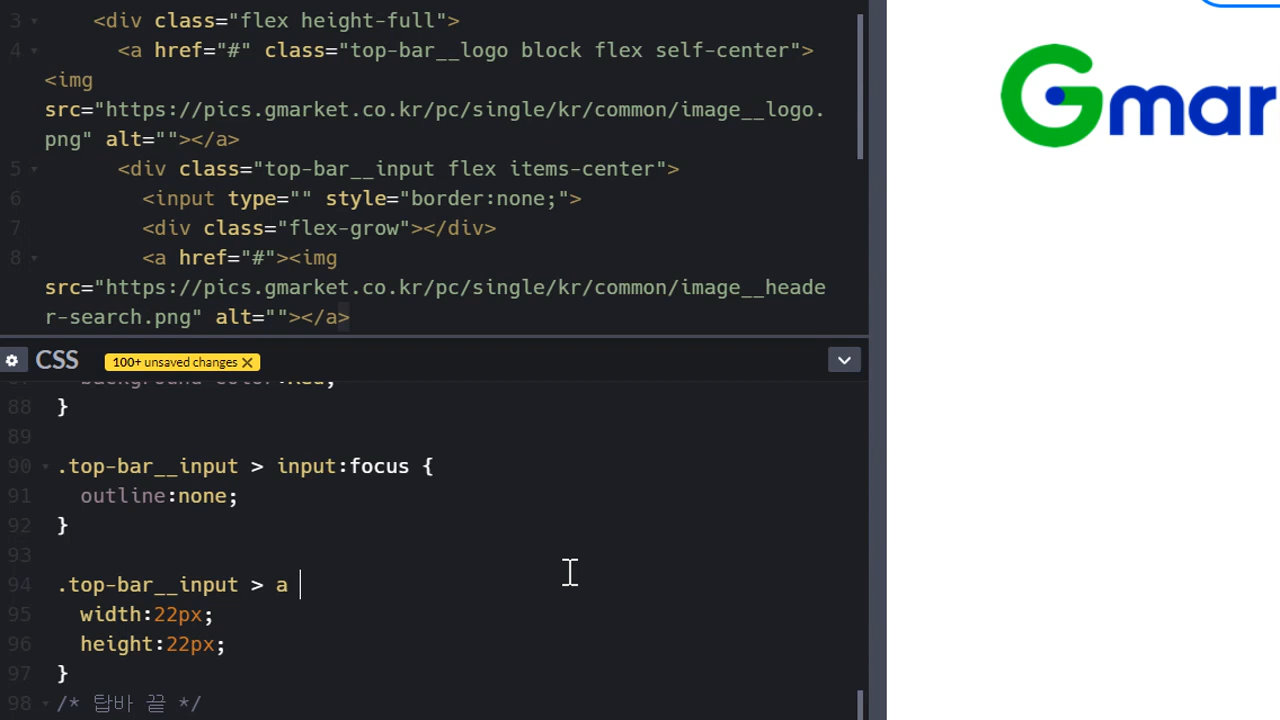 3 <div class="flex height-full">
4 <a href="#" class="top-bar__logo block flex self-center">
<img
src="https://pics.gmarket.co.kr/pc/single/kr/common/image__logo.
png" alt=""></a>
5 <div class="top-bar__input flex items-center">
6 <input type="" style="border:none;">
7 <div class="flex-grow"></div>
8 <a href="#"><img
src="https://pics.gmarket.co.kr/pc/single/kr/common/image__heade
r-search.png" alt=""></a>
CSS 100+ unsaved changes
88 }
89
90 .top-bar__input > input:focus {
91 outline:none;
92 }
93
94 .top-bar__input > a
95 width:22px;
96 height:22px;
97 }
98 /* 탑바 끝 */
Gmar